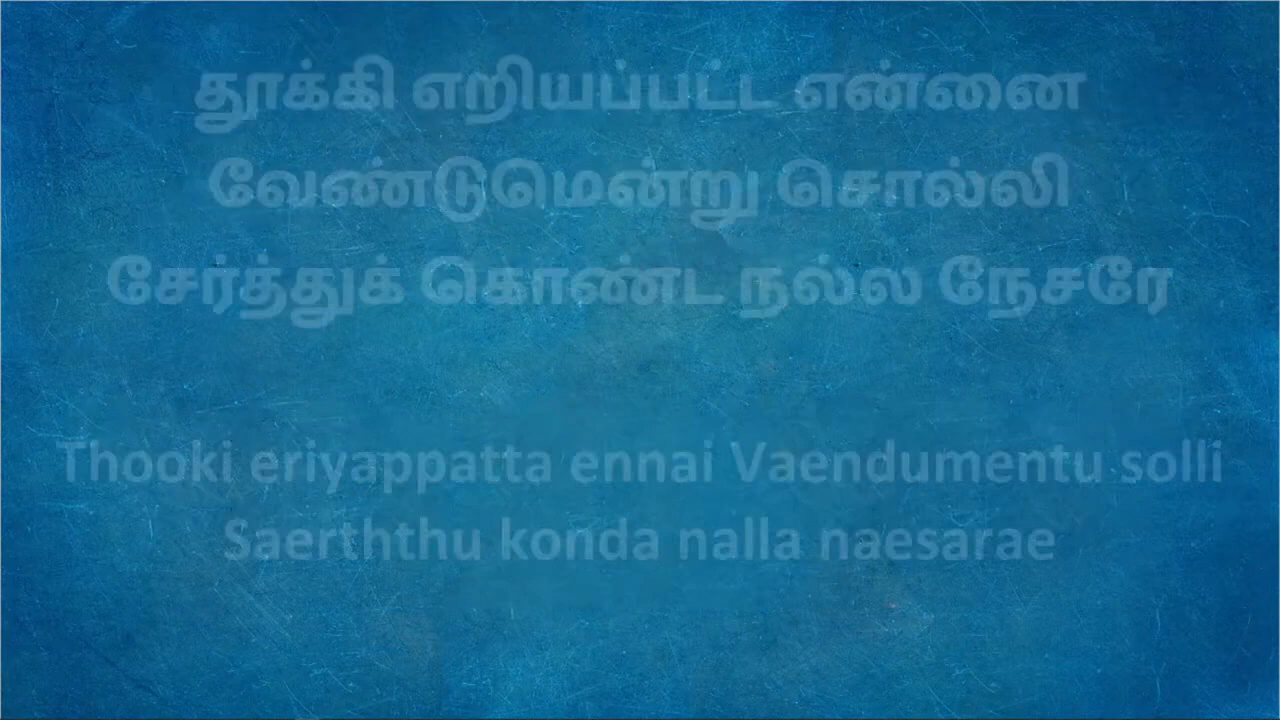 தூக்கி எறியப்பட்ட என்னை
வேண்டுமென்று சொல்லி
சேர்த்துக் கொண்ட நல்ல நேசரே
Thooki eriyappatta ennai Vaendumentu solli
Saerththu konda nalla naesarae